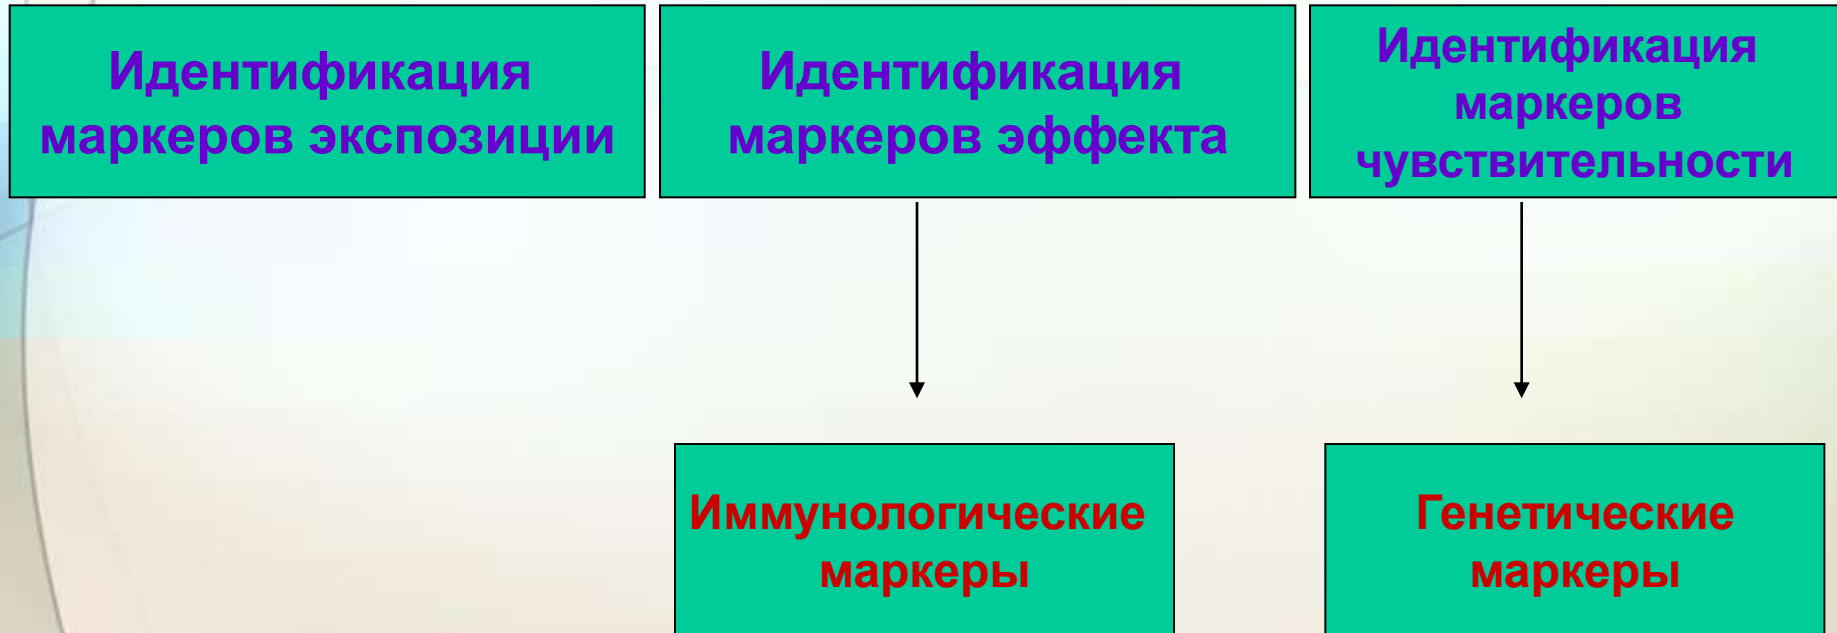 Идентификация
маркеров экспозиции
Идентификация
маркеров эффекта
Идентификация
маркеров
чувствительности
Иммунологические
маркеры
Генетические
маркеры